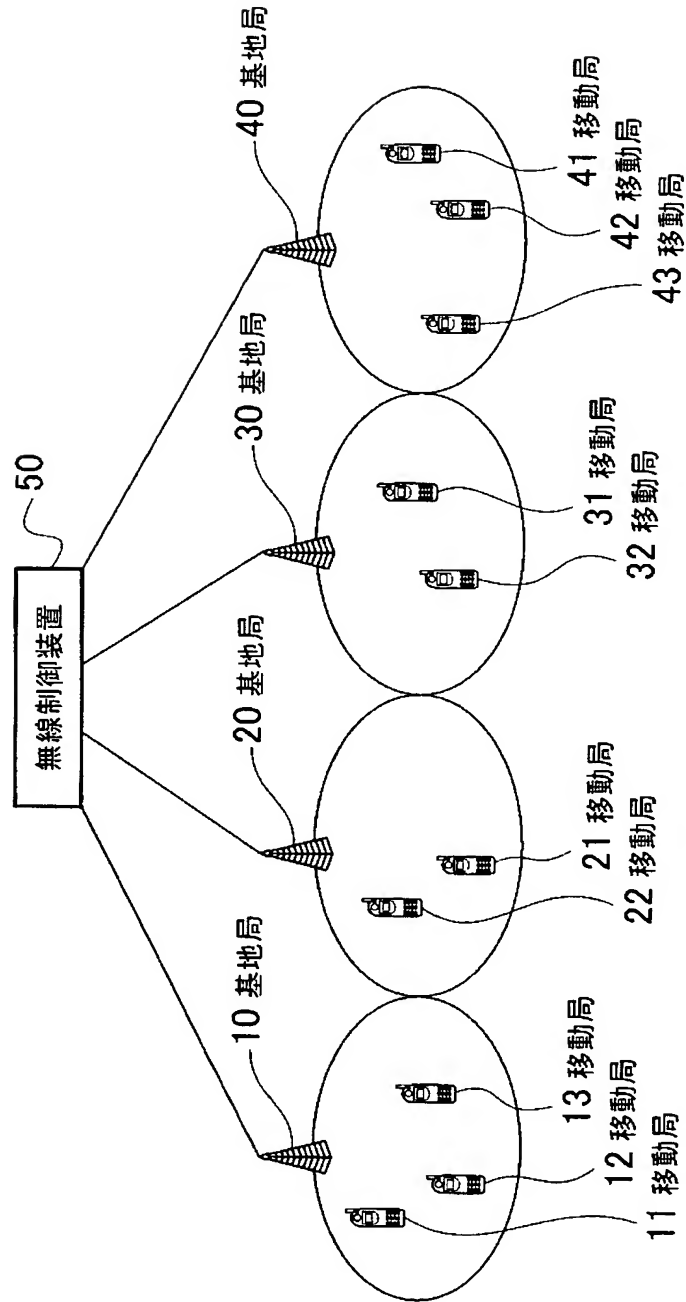 無線制御装置
50
10 基地局
20 基地局
30 基地局
40 基地局
11 移動局
12 移動局
13 移動局
22 移動局
21 移動局
32 移動局
31 移動局
43 移動局
42 移動局
41 移動局